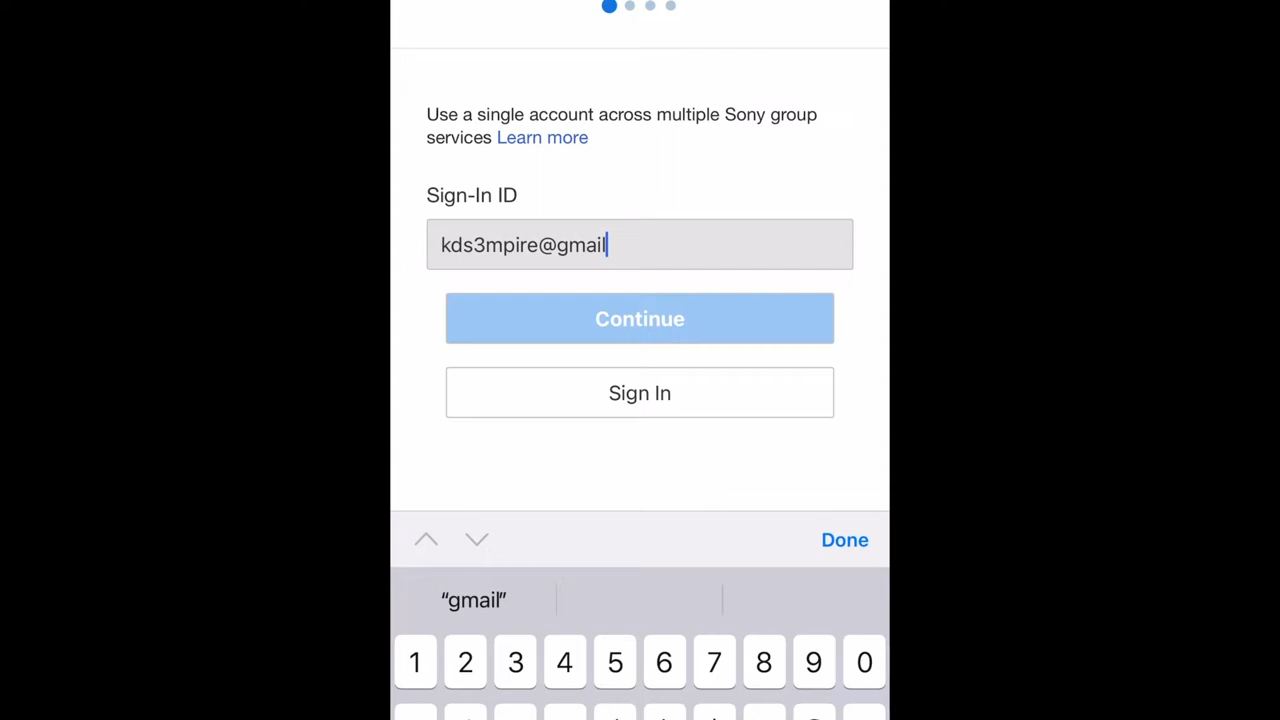 Use a single account across multiple Sony group
services Learn more
Sign-In ID
kds3mpire@gmail
Continue
Sign In
Done
“gmail”
1 2 3 4 5 6 7 8 9 0